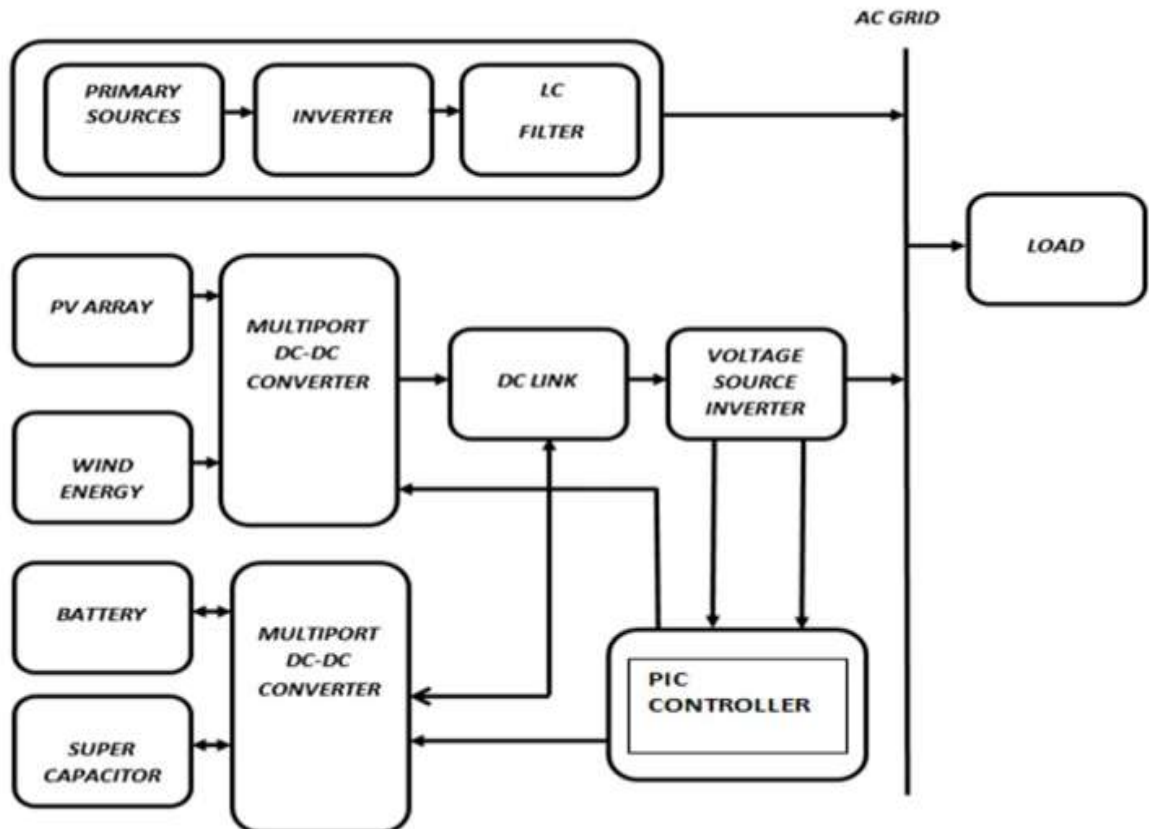 AC GRID
PRIMARY
SOURCES
INVERTER
LC
FILTER
LOAD
PV ARRAY
MULTIPORT
DC-DC
CONVERTER
DC LINK
VOLTAGE
SOURCE
INVERTER
WIND
ENERGY
BATTERY
MULTIPORT
DC-DC
CONVERTER
PIC
CONTROLLER
SUPER
CAPACITOR